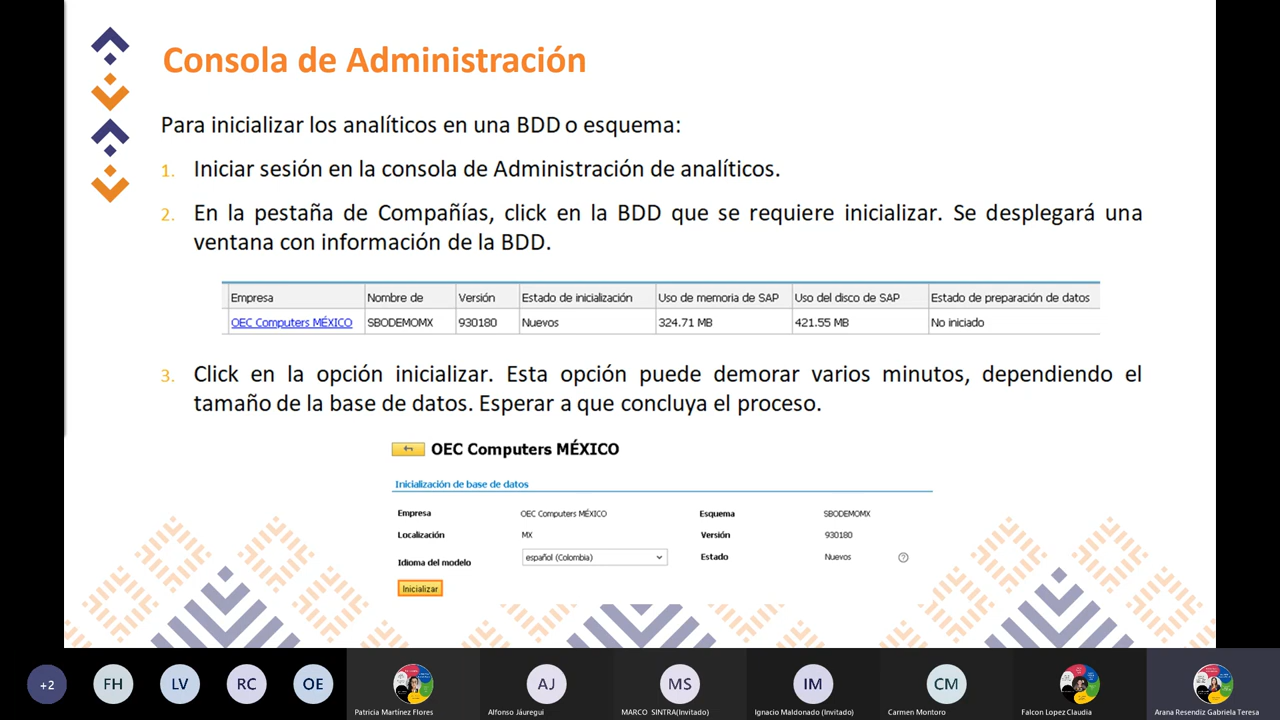 Consola de Administración
Para inicializar los analíticos en una BDD o esquema:
1. Iniciar sesión en la consola de Administración de analíticos.
2. En la pestaña de Compañías, click en la BDD que se requiere inicializar. Se desplegará una
ventana con información de la BDD.
Empresa Nombre de Versión Estado de inicialización Uso de memoria de SAP Uso del disco de SAP Estado de preparación de datos
OEC Computers MÉXICO SBODEMOMX 930180 Nuevos 324.71 MB 421.55 MB No iniciado
3. Click en la opción inicializar. Esta opción puede demorar varios minutos, dependiendo el
tamaño de la base de datos. Esperar a que concluya el proceso.
OEC Computers MÉXICO
Inicialización de base de datos
Empresa OEC Computers MÉXICO Esquema SBODEMOMX
Localización MX Versión 930180
Idioma del modelo español (Colombia) Estado Nuevos ?
Inicializar
+2 FH LV RC OE AJ MS IM CM
Patricia Martínez Flores Alfonso Jáuregui MARCO SINTRA(Invitado) Ignacio Maldonado (Invitado) Carmen Montoro Falcon Lopez Claudia Arana Resendiz Gabriela Teresa